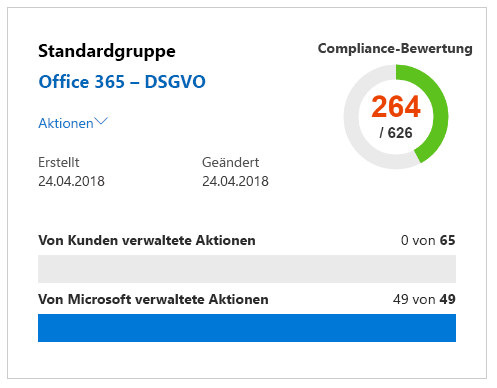 Standardgruppe
Office 365 – DSGVO
Aktionen
Compliance-Bewertung
264
/ 626
Erstellt
24.04.2018
Geändert
24.04.2018
Von Kunden verwaltete Aktionen 0 von 65
Von Microsoft verwaltete Aktionen 49 von 49